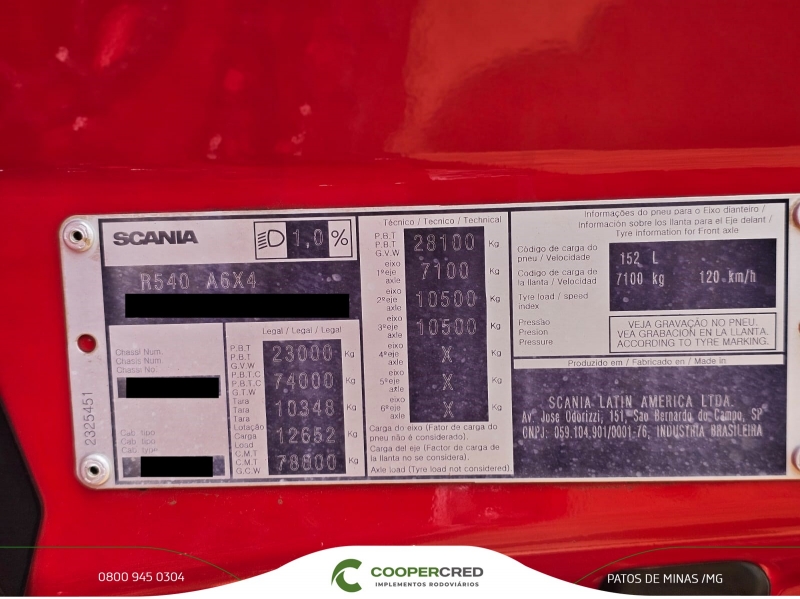 SCANIA
1,0 %
R540 A6X4
Chassi Num.
Chasis Num.
Chassi No.
Cab. tipo
Cab. tipo
Cab. type
2325451
Legal / Legal / Legal
P.B.T
P.B.T
G.V.W
23000 Kg
P.B.T.C
P.B.T.C
G.T.W
74000 Kg
Tara
Tara
Tara
10348 Kg
Lotação
Carga
Load
12652 Kg
C.M.T
C.M.T
G.C.W
78800 Kg
Técnico / Tecnico / Technical
P.B.T
P.B.T
G.V.W
28100 Kg
eixo
1ºeje
axle
7100 Kg
eixo
2ºeje
axle
10500 Kg
eixo
3ºeje
axle
10500 Kg
eixo
4ºeje
axle
X Kg
eixo
5ºeje
axle
X Kg
eixo
6ºeje
axle
X Kg
Carga do eixo (Fator de carga do
pneu não é considerado).
Carga del eje (Factor de carga de
la llanta no se considera).
Axle load (Tyre load not considered).
Informações do pneu para o Eixo dianteiro /
Información sobre los llanta para el Eje delant /
Tyre information for Front axle
Código de carga do
pneu / Velocidade
Codigo de carga de
la llanta / Velocidad
Tyre load / speed
index
152 L
7100 kg 120 km/h
Pressão
Presion
Pressure
VEJA GRAVAÇÃO NO PNEU.
VEA GRABACIÓN EN LA LLANTA.
ACCORDING TO TYRE MARKING.
Produzido em / Fabricado en / Made in
SCANIA LATIN AMERICA LTDA.
Av. José Odorizzi, 151, Sao Bernardo do Campo, SP
CNPJ: 059.104.901/0001-76, INDÚSTRIA BRASILEIRA
0800 945 0304
COOPERCRED
IMPLEMENTOS RODOVIÁRIOS
PATOS DE MINAS /MG